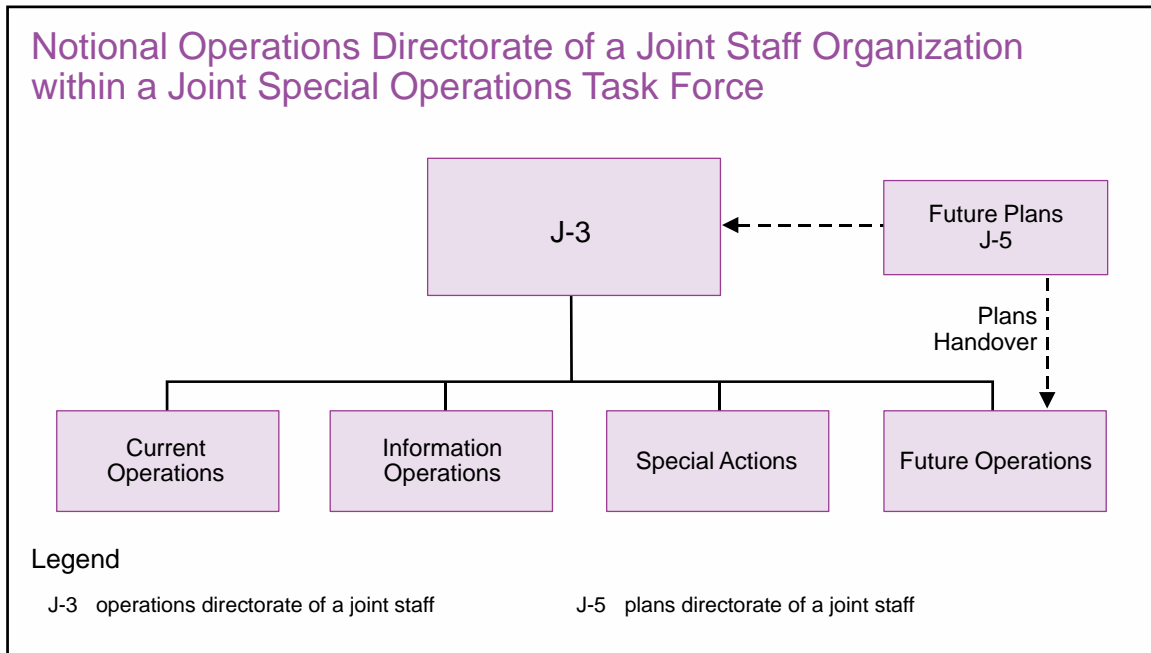 Notional Operations Directorate of a Joint Staff Organization
within a Joint Special Operations Task Force
J-3
Future Plans
J-5
Plans
Handover
Current
Operations
Information
Operations
Special Actions
Future Operations
Legend
J-3 operations directorate of a joint staff
J-5 plans directorate of a joint staff